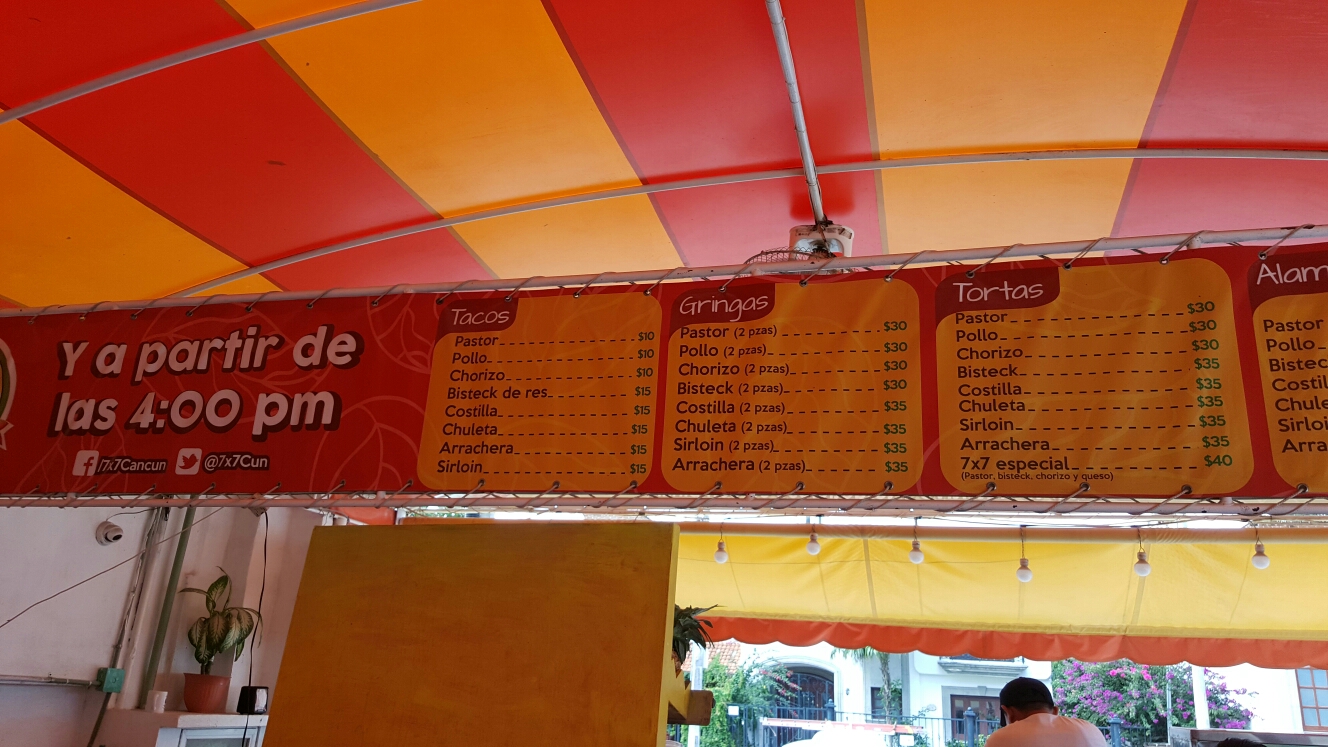 Y a partir de
las 4:00 pm
/7x7Cancun @7x7Cun
Tacos
Pastor $10
Pollo $10
Chorizo $10
Bisteck de res $15
Costilla $15
Chuleta $15
Arrachera $15
Sirloin $15
Gringas
Pastor (2 pzas) $30
Pollo (2 pzas) $30
Chorizo (2 pzas) $30
Bisteck (2 pzas) $30
Costilla (2 pzas) $35
Chuleta (2 pzas) $35
Sirloin (2 pzas) $35
Arrachera (2 pzas) $35
Tortas
Pastor $30
Pollo $30
Chorizo $30
Bisteck $35
Costilla $35
Chuleta $35
Sirloin $35
Arrachera $35
7x7 especial $40
(Pastor, bisteck, chorizo y queso)
Alam
Pastor
Pollo
Bistec
Costil
Chule
Sirloi
Arra